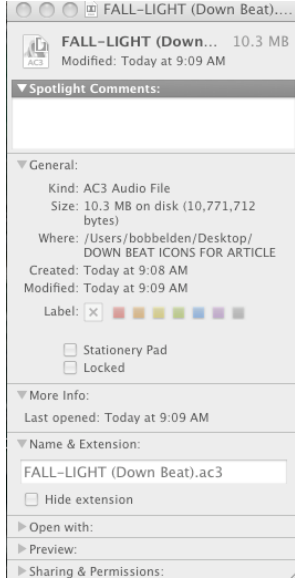 FALL-LIGHT (Down Beat)....
FALL-LIGHT (Down... 10.3 MB
Modified: Today at 9:09 AM
AC3
Spotlight Comments:
General:
Kind: AC3 Audio File
Size: 10.3 MB on disk (10,771,712
bytes)
Where: /Users/bobbelden/Desktop/
DOWN BEAT ICONS FOR ARTICLE
Created: Today at 9:08 AM
Modified: Today at 9:09 AM
Label:
Stationery Pad
Locked
More Info:
Last opened: Today at 9:09 AM
Name & Extension:
FALL-LIGHT (Down Beat).ac3
Hide extension
Open with:
Preview:
Sharing & Permissions: